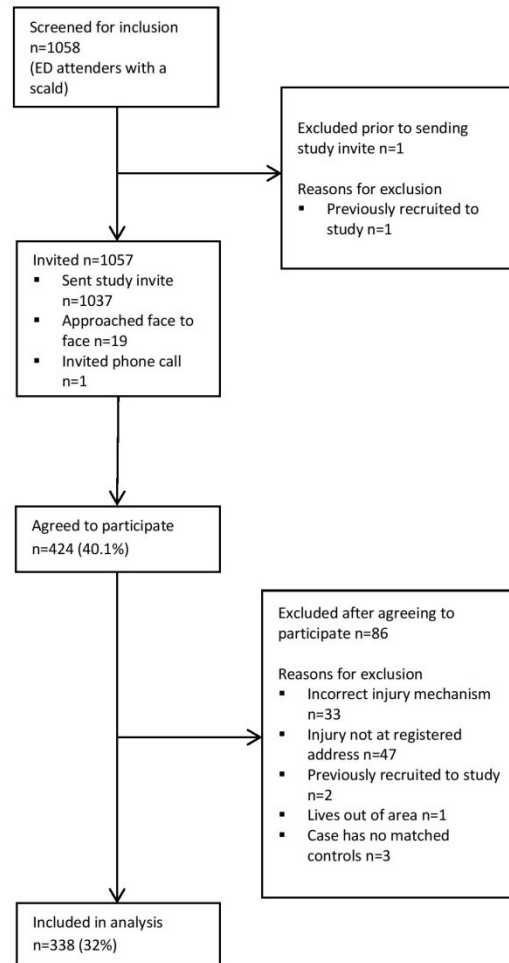 Screened for inclusion
n=1058
(ED attenders with a
scald)
Excluded prior to sending
study invite n=1
Reasons for exclusion
▪ Previously recruited to
study n=1
Invited n=1057
▪ Sent study invite
n=1037
▪ Approached face to
face n=19
▪ Invited phone call
n=1
Agreed to participate
n=424 (40.1%)
Excluded after agreeing to
participate n=86
Reasons for exclusion
▪ Incorrect injury mechanism
n=33
▪ Injury not at registered
address n=47
▪ Previously recruited to study
n=2
▪ Lives out of area n=1
▪ Case has no matched
controls n=3
Included in analysis
n=338 (32%)